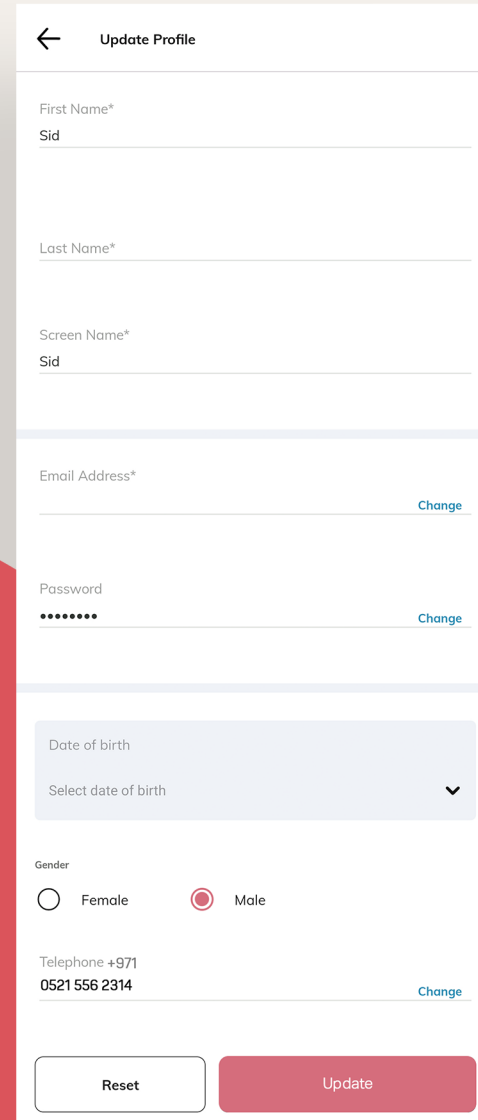 Update Profile
First Name*
Sid
Last Name*
Screen Name*
Sid
Email Address*
Change
Password
••••••••
Change
Date of birth
Select date of birth
Gender
Female
Male
Telephone +971
0521 556 2314
Change
Reset
Update